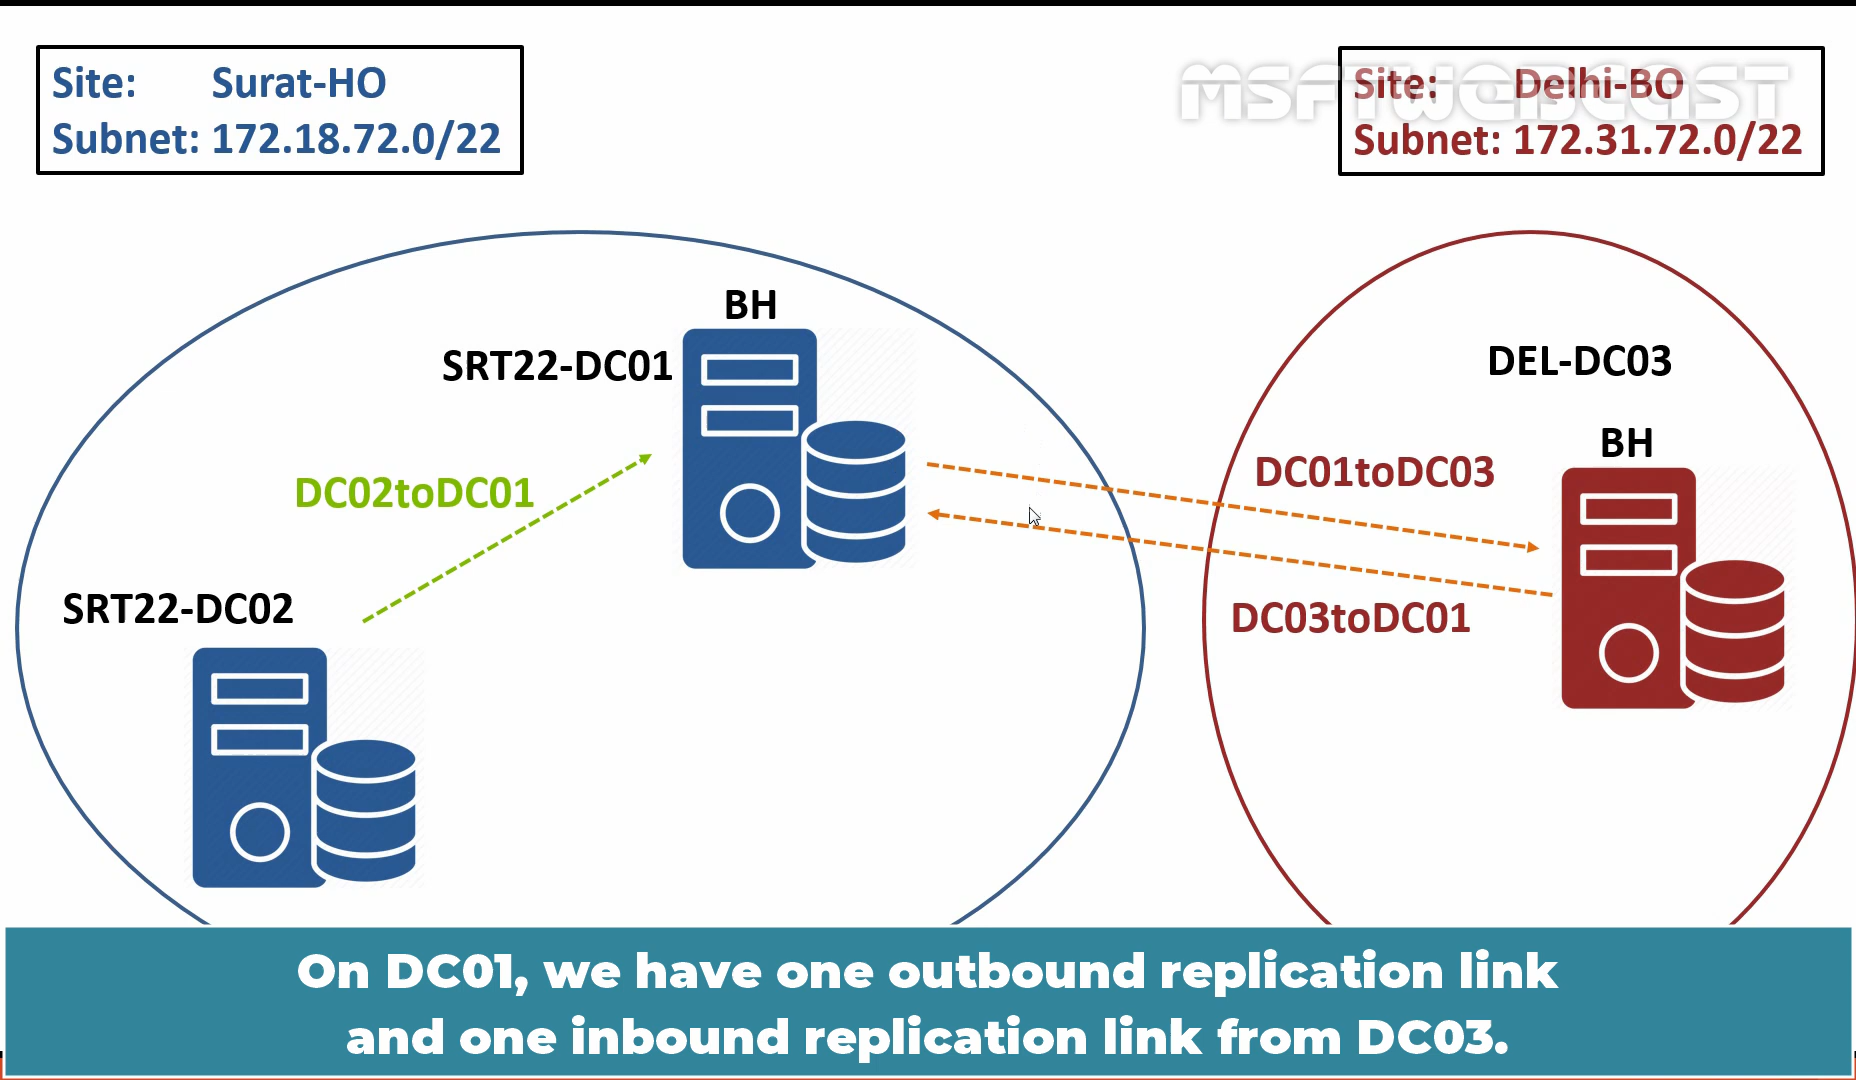 Site: Surat-HO
Subnet: 172.18.72.0/22
MSFTWEBCAST
Site: Delhi-BO
Subnet: 172.31.72.0/22
BH
SRT22-DC01
DEL-DC03
BH
DC01toDC03
DC02toDC01
DC03toDC01
SRT22-DC02
On DC01, we have one outbound replication link
and one inbound replication link from DC03.